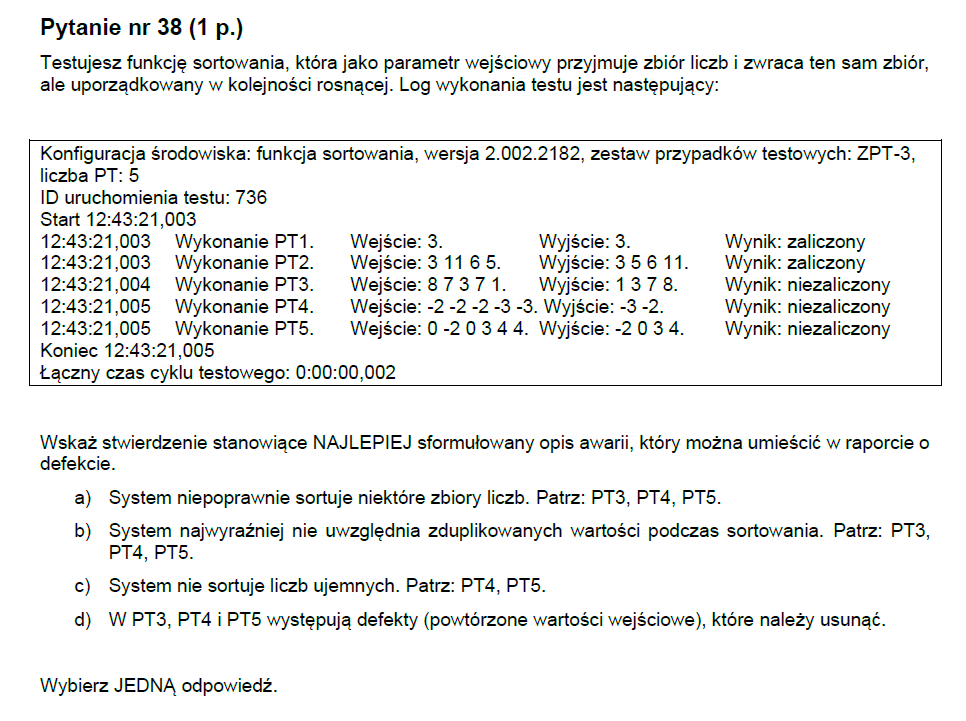 Pytanie nr 38 (1 p.)
Testujesz funkcję sortowania, która jako parametr wejściowy przyjmuje zbiór liczb i zwraca ten sam zbiór,
ale uporządkowany w kolejności rosnącej. Log wykonania testu jest następujący:
Konfiguracja środowiska: funkcja sortowania, wersja 2.002.2182, zestaw przypadków testowych: ZPT-3,
liczba PT: 5
ID uruchomienia testu: 736
Start 12:43:21,003
12:43:21,003 Wykonanie PT1. Wejście: 3. Wyjście: 3. Wynik: zaliczony
12:43:21,003 Wykonanie PT2. Wejście: 3 11 6 5. Wyjście: 3 5 6 11. Wynik: zaliczony
12:43:21,004 Wykonanie PT3. Wejście: 8 7 3 7 1. Wyjście: 1 3 7 8. Wynik: niezaliczony
12:43:21,005 Wykonanie PT4. Wejście: -2 -2 -2 -3 -3. Wyjście: -3 -2. Wynik: niezaliczony
12:43:21,005 Wykonanie PT5. Wejście: 0 -2 0 3 4 4. Wyjście: -2 0 3 4. Wynik: niezaliczony
Koniec 12:43:21,005
Łączny czas cyklu testowego: 0:00:00,002
Wskaż stwierdzenie stanowiące NAJLEPIEJ sformułowany opis awarii, który można umieścić w raporcie o
defekcie.
a) System niepoprawnie sortuje niektóre zbiory liczb. Patrz: PT3, PT4, PT5.
b) System najwyraźniej nie uwzględnia zduplikowanych wartości podczas sortowania. Patrz: PT3,
PT4, PT5.
c) System nie sortuje liczb ujemnych. Patrz: PT4, PT5.
d) W PT3, PT4 i PT5 występują defekty (powtórzone wartości wejściowe), które należy usunąć.
Wybierz JEDNĄ odpowiedź.